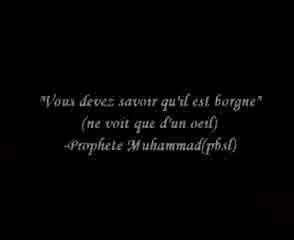 "Vous devez savoir qu'il est borgne"
(ne voit que d'un oeil)
-Prophete Muhammad(pbsl)